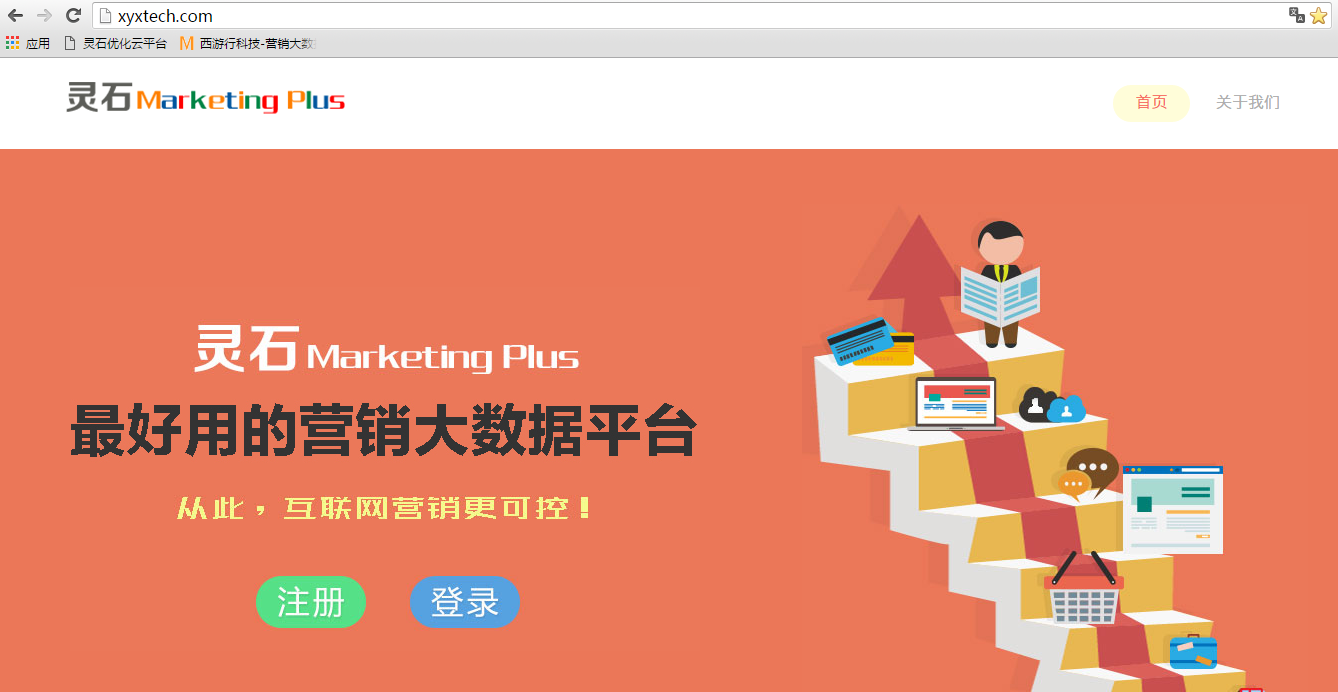 xyxtech.com
应用 灵石优化云平台 西游行科技-营销大数
灵石 Marketing Plus 首页 关于我们
灵石 Marketing Plus
最好用的营销大数据平台
从此，互联网营销更可控！
注册 登录